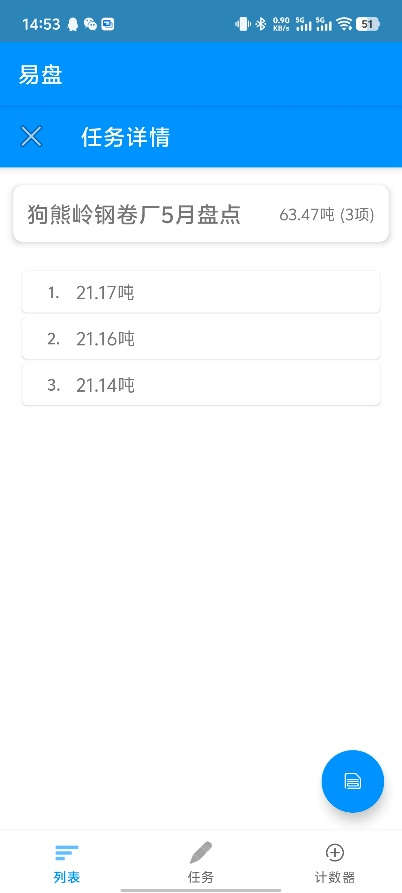 14:53 0.90 KB/s 5G 5G 51
易盘
任务详情
狗熊岭钢卷厂5月盘点 63.47吨 (3项)
1. 21.17吨
2. 21.16吨
3. 21.14吨
列表 任务 计数器